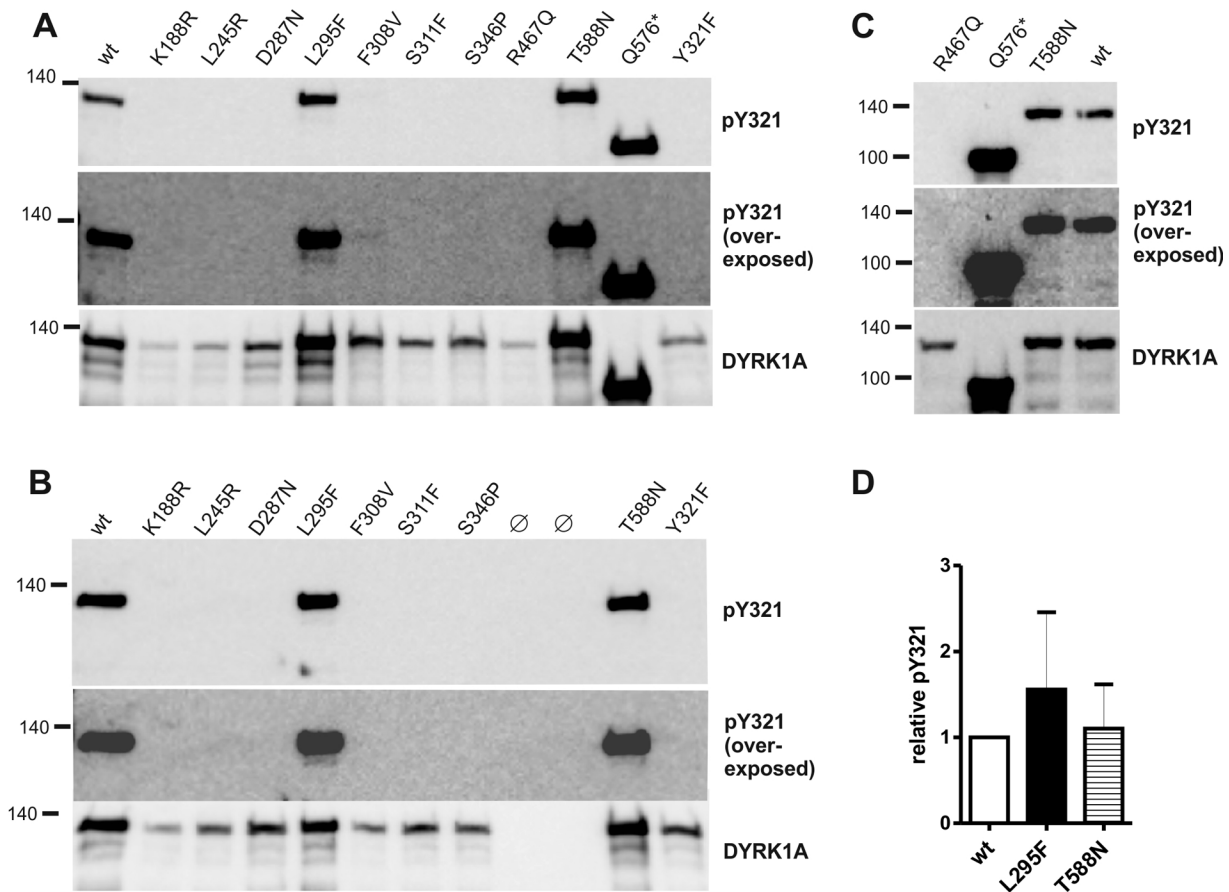 A
wt K188R L245R D287N L295F F308V S311F S346P R467Q T588N Q576* Y321F
140
pY321
140
pY321
(over-
exposed)
140
DYRK1A
C
R467Q Q576* T588N wt
140
100
pY321
140
100
pY321
(over-
exposed)
140
100
DYRK1A
B
wt K188R L245R D287N L295F F308V S311F S346P ∅ ∅ T588N Y321F
140
pY321
140
pY321
(over-
exposed)
140
DYRK1A
D
relative pY321
3
2
1
0
wt L295F T588N